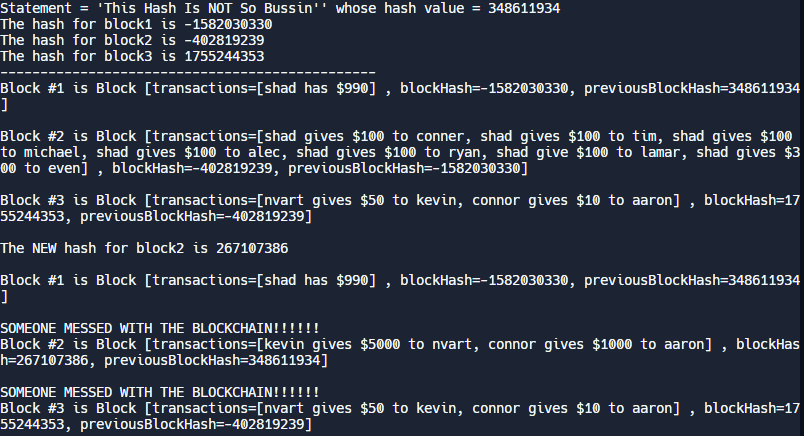 Statement = 'This Hash Is NOT So Bussin'' whose hash value = 348611934
The hash for block1 is -1582030330
The hash for block2 is -402819239
The hash for block3 is 1755244353
-----------------------------------------------
Block #1 is Block [transactions=[shad has $990] , blockHash=-1582030330, previousBlockHash=348611934
]
Block #2 is Block [transactions=[shad gives $100 to conner, shad gives $100 to tim, shad gives $100
to michael, shad gives $100 to alec, shad gives $100 to ryan, shad give $100 to lamar, shad gives $3
00 to even] , blockHash=-402819239, previousBlockHash=-1582030330]
Block #3 is Block [transactions=[nvart gives $50 to kevin, connor gives $10 to aaron] , blockHash=17
55244353, previousBlockHash=-402819239]
The NEW hash for block2 is 267107386
Block #1 is Block [transactions=[shad has $990] , blockHash=-1582030330, previousBlockHash=348611934
]
SOMEONE MESSED WITH THE BLOCKCHAIN!!!!!!
Block #2 is Block [transactions=[kevin gives $5000 to nvart, connor gives $1000 to aaron] , blockHas
h=267107386, previousBlockHash=348611934]
SOMEONE MESSED WITH THE BLOCKCHAIN!!!!!!
Block #3 is Block [transactions=[nvart gives $50 to kevin, connor gives $10 to aaron] , blockHash=17
55244353, previousBlockHash=-402819239]